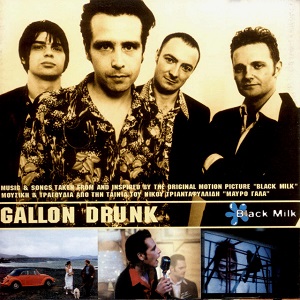 MUSIC & SONGS TAKEN FROM AND INSPIRED BY THE ORIGINAL MOTION PICTURE "BLACK MILK"
ΜΟΥΣΙΚΗ & ΤΡΑΓΟΥΔΙΑ ΑΠΟ ΤΗΝ ΤΑΙΝΙΑ ΤΟΥ ΝΙΚΟΥ ΤΡΙΑΝΤΑΦΥΛΛΙΔΗ "ΜΑΥΡΟ ΓΑΛΑ"
GALLON DRUNK
Black Milk